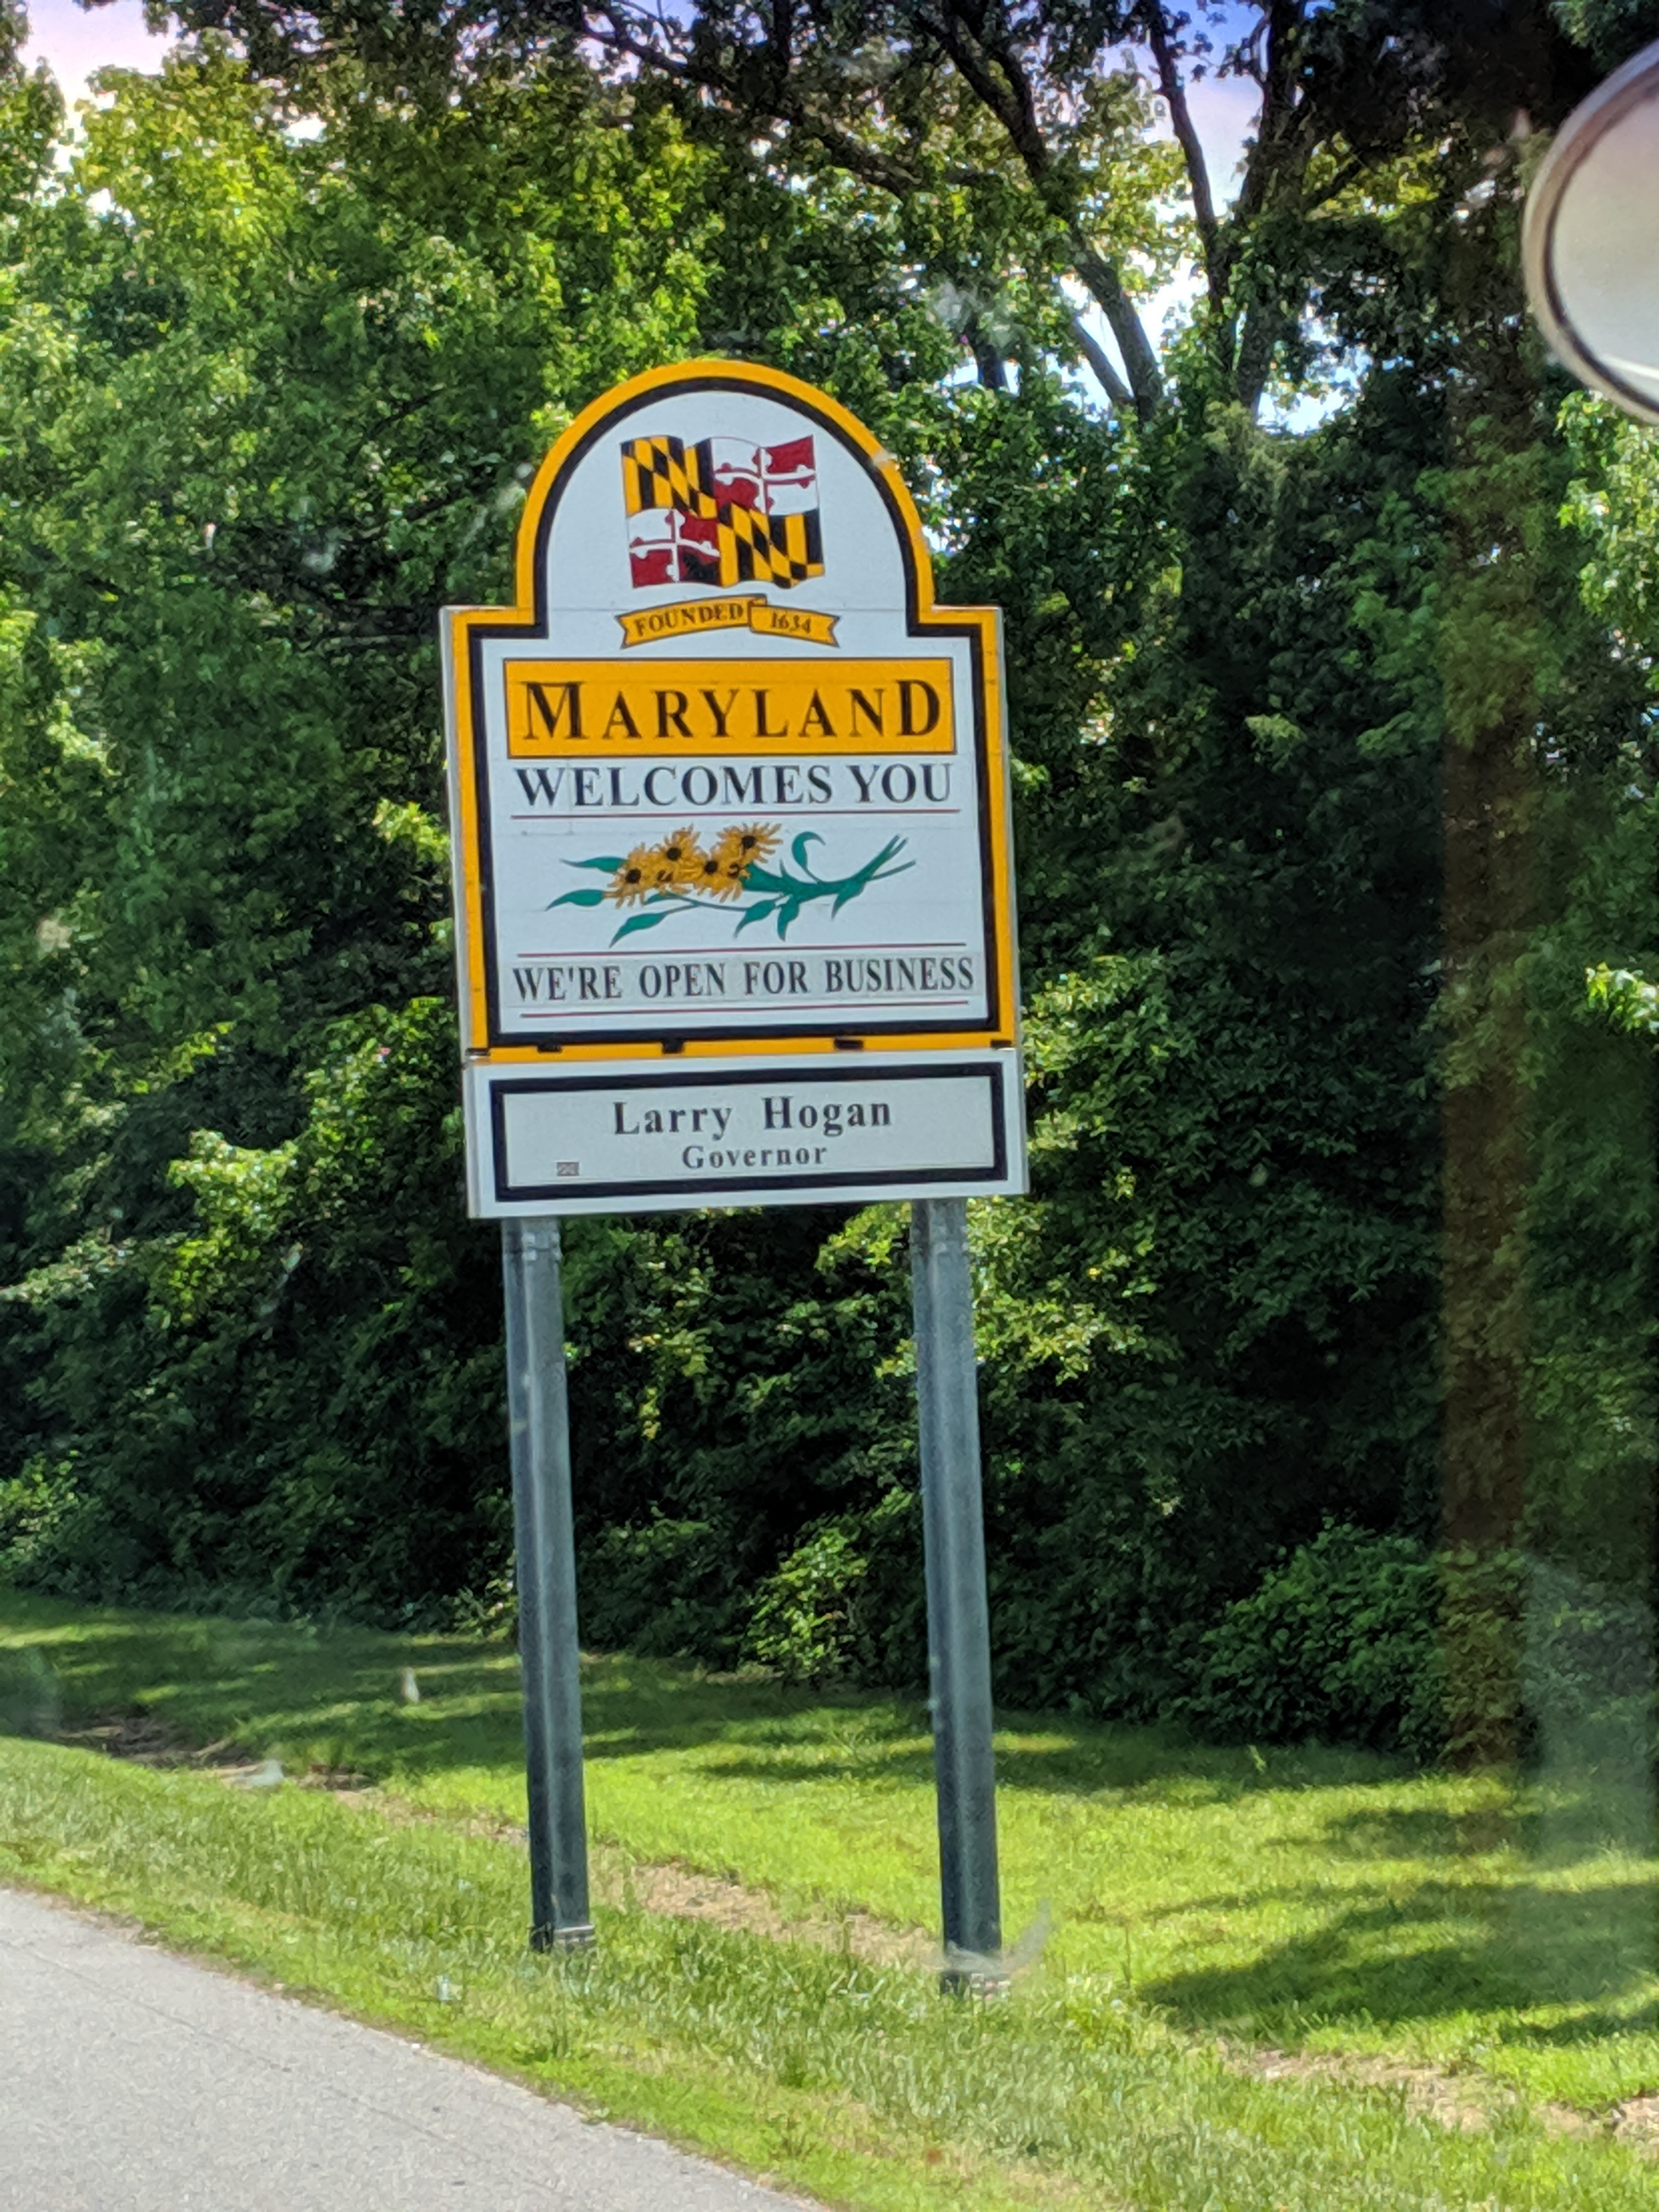 FOUNDED 1634
MARYLAND
WELCOMES YOU
WE'RE OPEN FOR BUSINESS
Larry Hogan
Governor